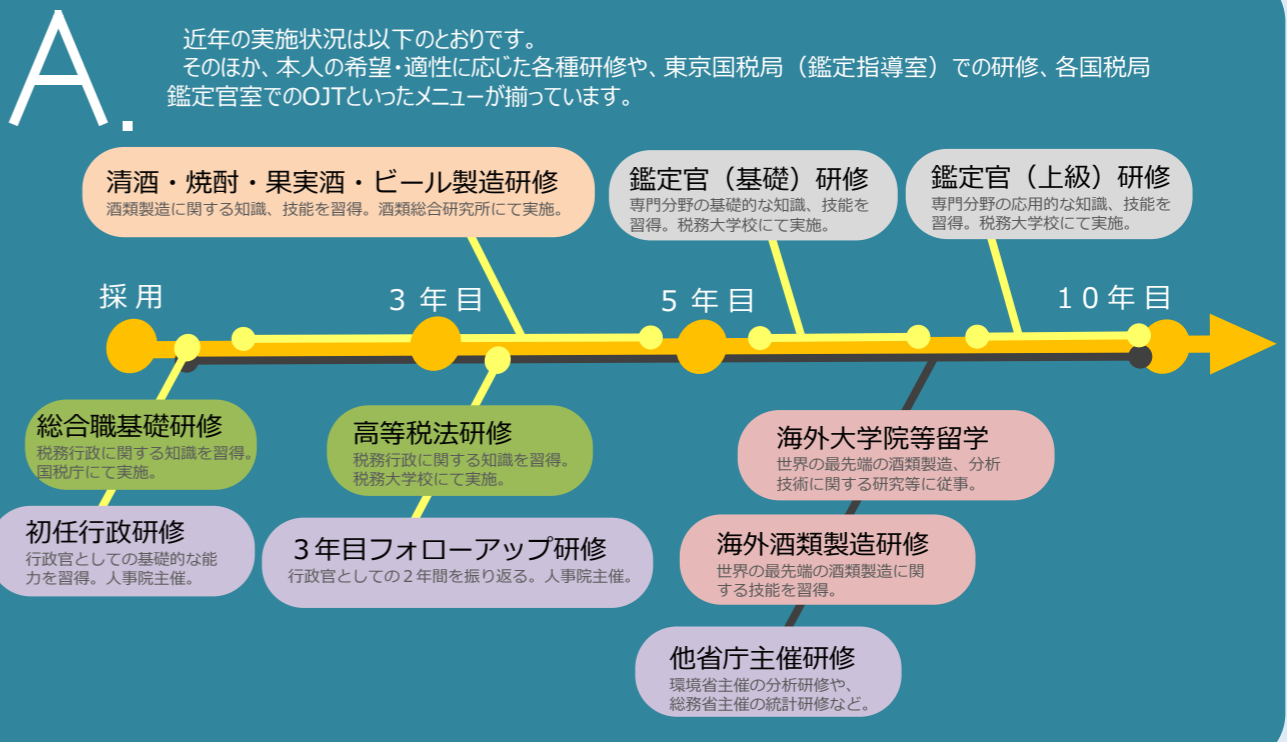 A.
近年の実施状況は以下のとおりです。
そのほか、本人の希望・適性に応じた各種研修や、東京国税局（鑑定指導室）での研修、各国税局
鑑定官室でのOJTといったメニューが揃っています。
清酒・焼酎・果実酒・ビール製造研修
酒類製造に関する知識、技能を習得。酒類総合研究所にて実施。
鑑定官（基礎）研修
専門分野の基礎的な知識、技能を
習得。税務大学校にて実施。
鑑定官（上級）研修
専門分野の応用的な知識、技能を
習得。税務大学校にて実施。
採用
３年目
５年目
１０年目
総合職基礎研修
税務行政に関する知識を習得。
国税庁にて実施。
高等税法研修
税務行政に関する知識を習得。
税務大学校にて実施。
海外大学院等留学
世界の最先端の酒類製造、分析
技術に関する研究等に従事。
初任行政研修
行政官としての基礎的な能
力を習得。人事院主催。
３年目フォローアップ研修
行政官としての２年間を振り返る。人事院主催。
海外酒類製造研修
世界の最先端の酒類製造に関
する技能を習得。
他省庁主催研修
環境省主催の分析研修や、
総務省主催の統計研修など。